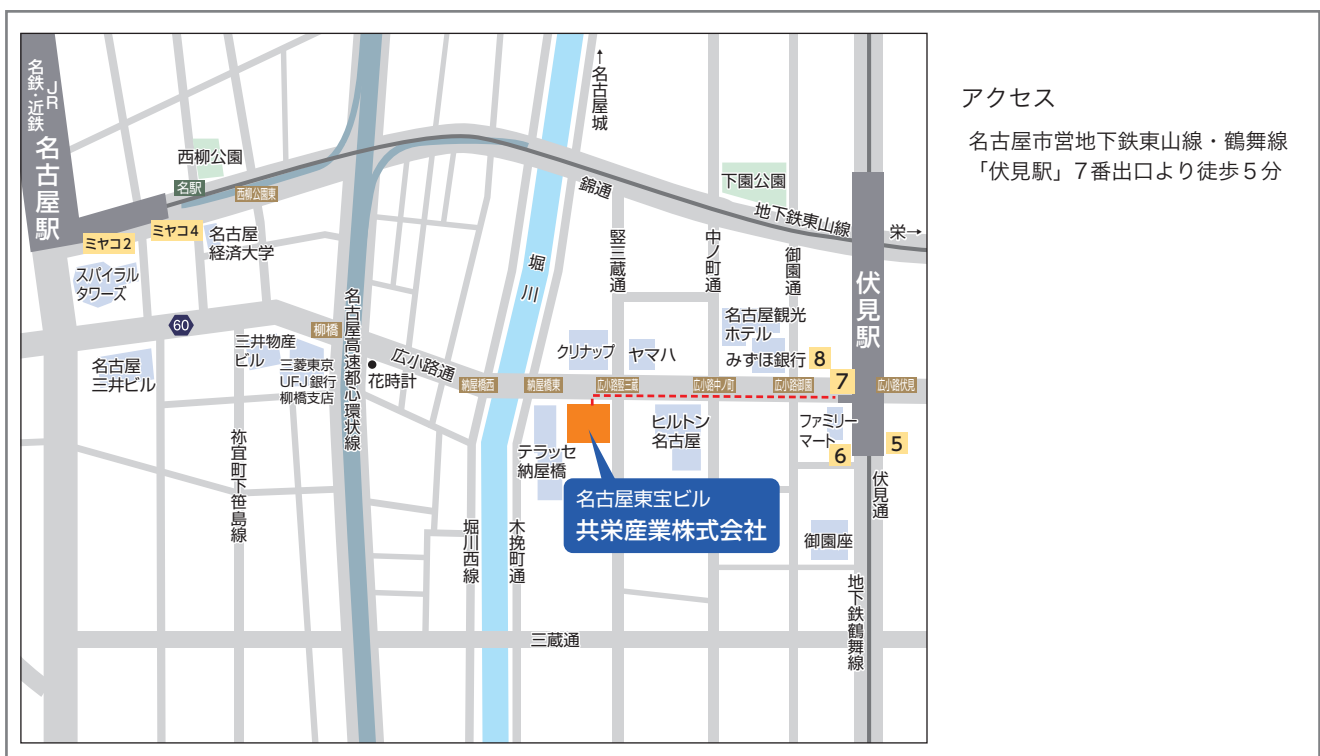 アクセス
名古屋市営地下鉄東山線・鶴舞線
「伏見駅」7番出口より徒歩5分
JR
名鉄・近鉄
名古屋駅
↑名古屋城
西柳公園
名駅
西柳公園東
ミヤコ2
ミヤコ4
名古屋
経済大学
スパイラル
タワーズ
60
名古屋
三井ビル
三井物産
ビル
三菱東京
UFJ銀行
柳橋支店
柳橋
花時計
名古屋高速都心環状線
広小路通
祢宜町下笹島線
堀川
錦通
下園公園
地下鉄東山線
栄→
竪三蔵通
中ノ町通
御園通
伏見駅
名古屋観光
ホテル
みずほ銀行
8
7
クリナップ
ヤマハ
納屋橋西
納屋橋東
広小路竪三蔵
広小路中ノ町
広小路御園
広小路伏見
テラッセ
納屋橋
ヒルトン
名古屋
ファミリー
マート
6
5
伏見通
名古屋東宝ビル
共栄産業株式会社
堀川西線
木挽町通
御園座
地下鉄鶴舞線
三蔵通